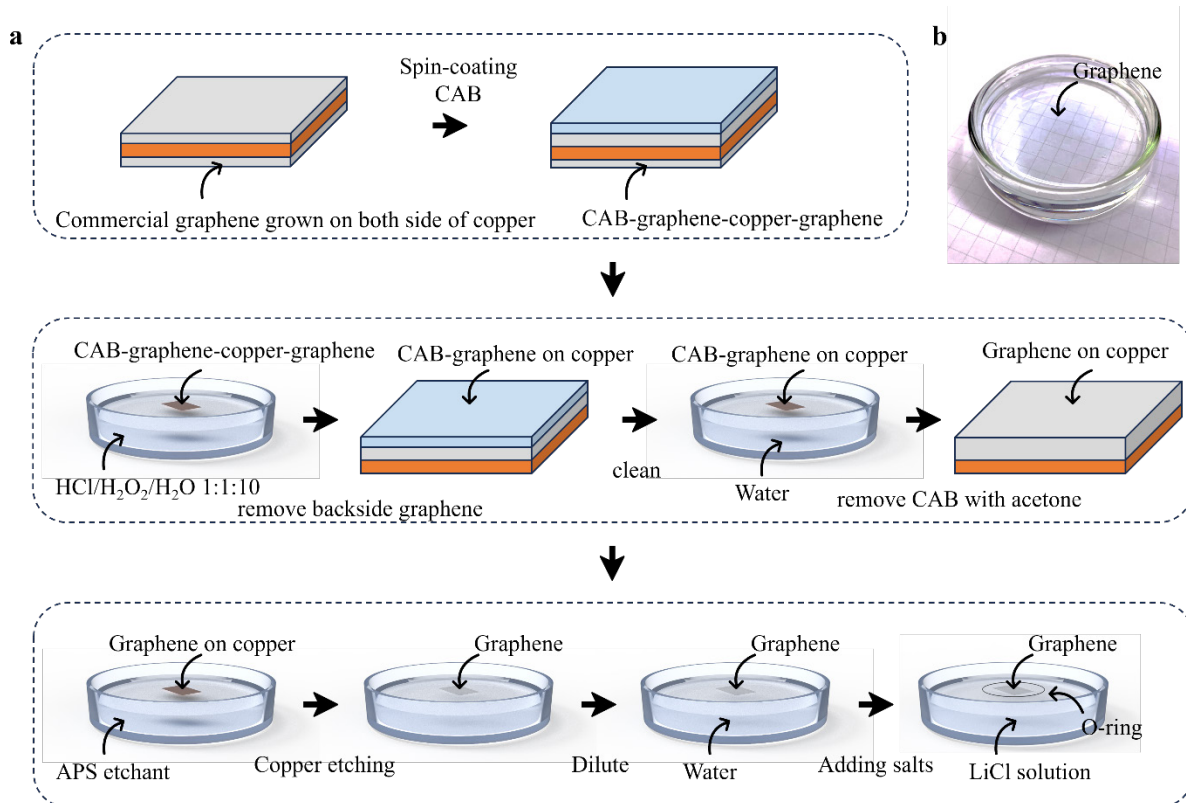 a
b
Spin-coating
CAB
Graphene
Commercial graphene grown on both side of copper
CAB-graphene-copper-graphene
CAB-graphene-copper-graphene
CAB-graphene on copper
CAB-graphene on copper
Graphene on copper
HCl/H₂O₂/H₂O 1:1:10
remove backside graphene
clean
Water
remove CAB with acetone
Graphene on copper
Graphene
Graphene
Graphene
O-ring
APS etchant
Copper etching
Dilute
Water
Adding salts
LiCl solution